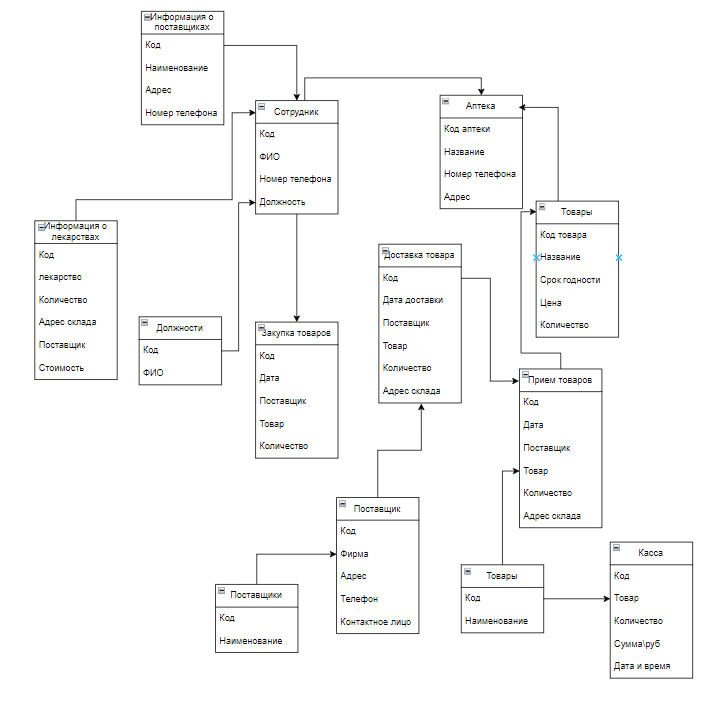 Информация о
поставщиках
Код
Наименование
Адрес
Номер телефона
Сотрудник
Код
ФИО
Номер телефона
Должность
Аптека
Код аптеки
Название
Номер телефона
Адрес
Товары
Код товара
Название
Срок годности
Цена
Количество
Информация о
лекарствах
Код
лекарство
Количество
Адрес склада
Поставщик
Стоимость
Должности
Код
ФИО
Закупка товаров
Код
Дата
Поставщик
Товар
Количество
Доставка товара
Код
Дата доставки
Поставщик
Товар
Количество
Адрес склада
Прием товаров
Код
Дата
Поставщик
Товар
Количество
Адрес склада
Поставщик
Код
Фирма
Адрес
Телефон
Контактное лицо
Поставщики
Код
Наименование
Товары
Код
Наименование
Касса
Код
Товар
Количество
Сумма\руб
Дата и время